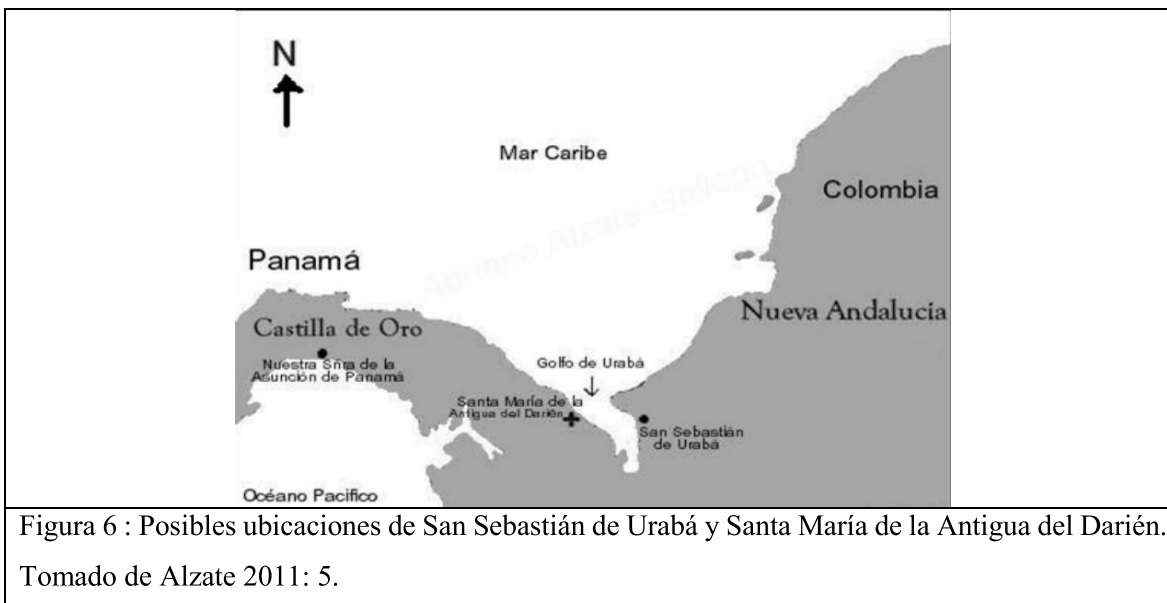 N
Mar Caribe
Colombia
Panamá
Nueva Andalucia
Castilla de Oro
Golfo de Urabá
Nuestra Sñra de la
Asunción de Panamá
Santa María de la
Antigua del Darién
San Sebastián
de Urabá
Océano Pacifico
Figura 6 : Posibles ubicaciones de San Sebastián de Urabá y Santa María de la Antigua del Darién.
Tomado de Alzate 2011: 5.